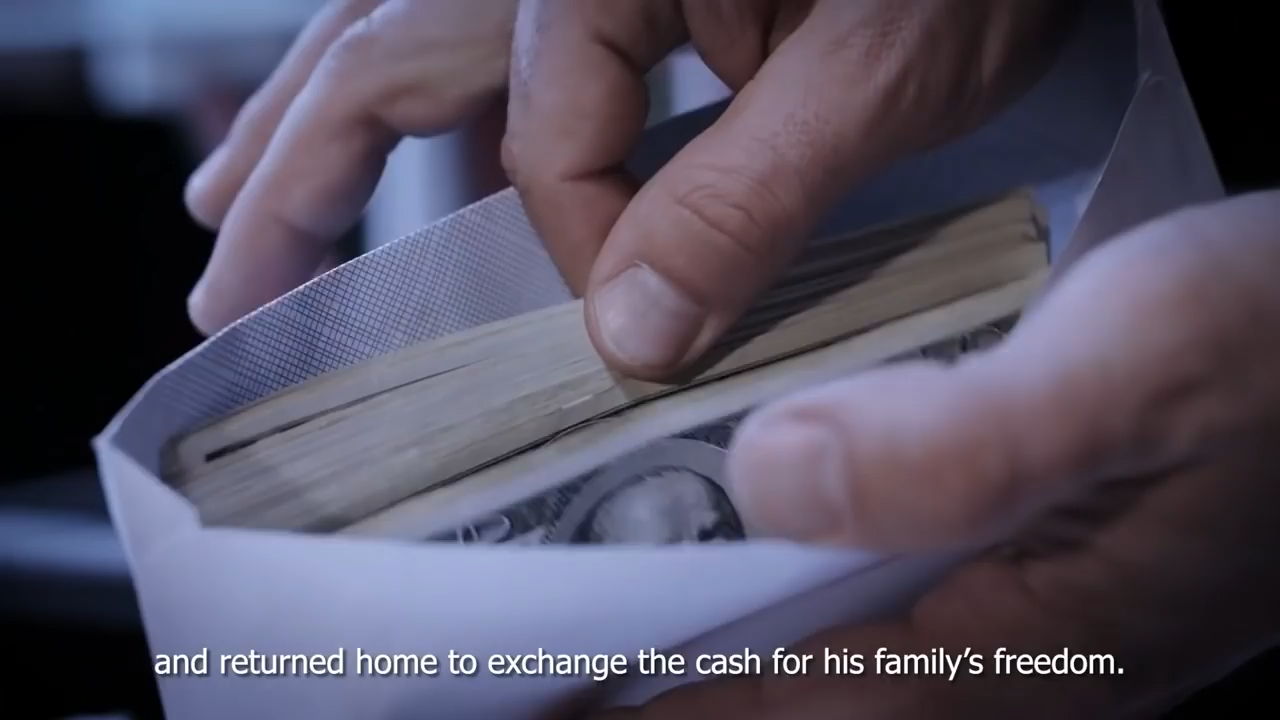 and returned home to exchange the cash for his family’s freedom.